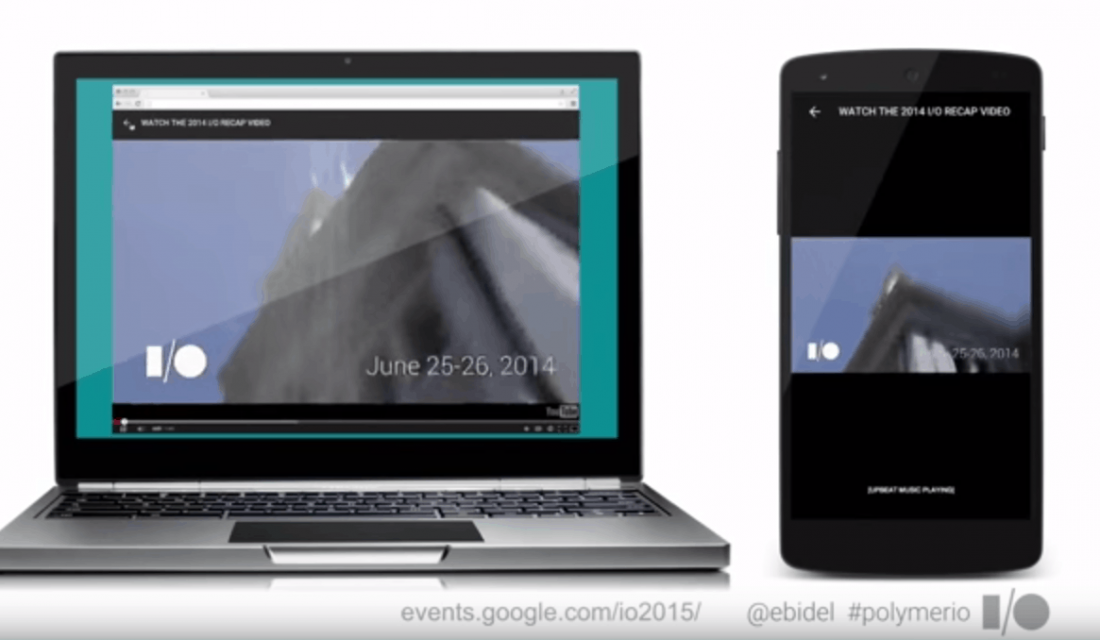 WATCH THE 2014 I/O RECAP VIDEO
I/O
June 25-26, 2014
YouTube
WATCH THE 2014 I/O RECAP VIDEO
I/O
25-26, 2014
[UPBEAT MUSIC PLAYING]
events.google.com/io2015/ @ebidel #polymerio I/O